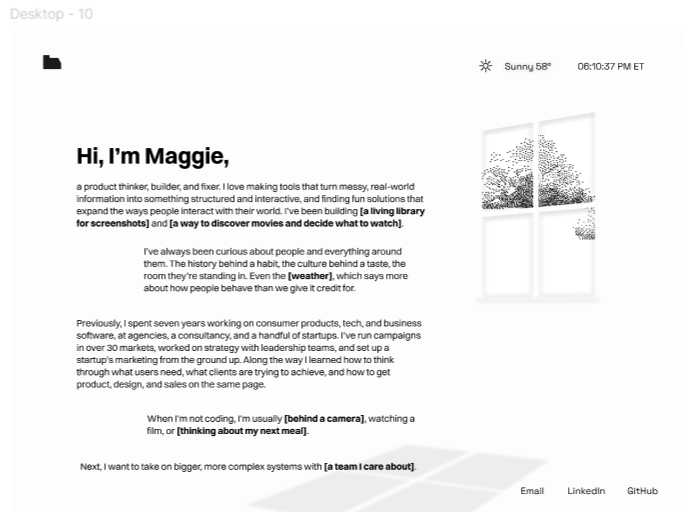 Desktop - 10
Sunny 58°
06:10:37 PM ET
Hi, I'm Maggie,
a product thinker, builder, and fixer. I love making tools that turn messy, real-world
information into something structured and interactive, and finding fun solutions that
expand the ways people interact with their world. I've been building [a living library
for screenshots] and [a way to discover movies and decide what to watch].
I've always been curious about people and everything around
them. The history behind a habit, the culture behind a taste, the
room they're standing in. Even the [weather], which says more
about how people behave than we give it credit for.
Previously, I spent seven years working on consumer products, tech, and business
software, at agencies, a consultancy, and a handful of startups. I've run campaigns
in over 30 markets, worked on strategy with leadership teams, and set up a
startup's marketing from the ground up. Along the way I learned how to think
through what users need, what clients are trying to achieve, and how to get
product, design, and sales on the same page.
When I'm not coding, I'm usually [behind a camera], watching a
film, or [thinking about my next meal].
Next, I want to take on bigger, more complex systems with [a team I care about].
Email
LinkedIn
GitHub